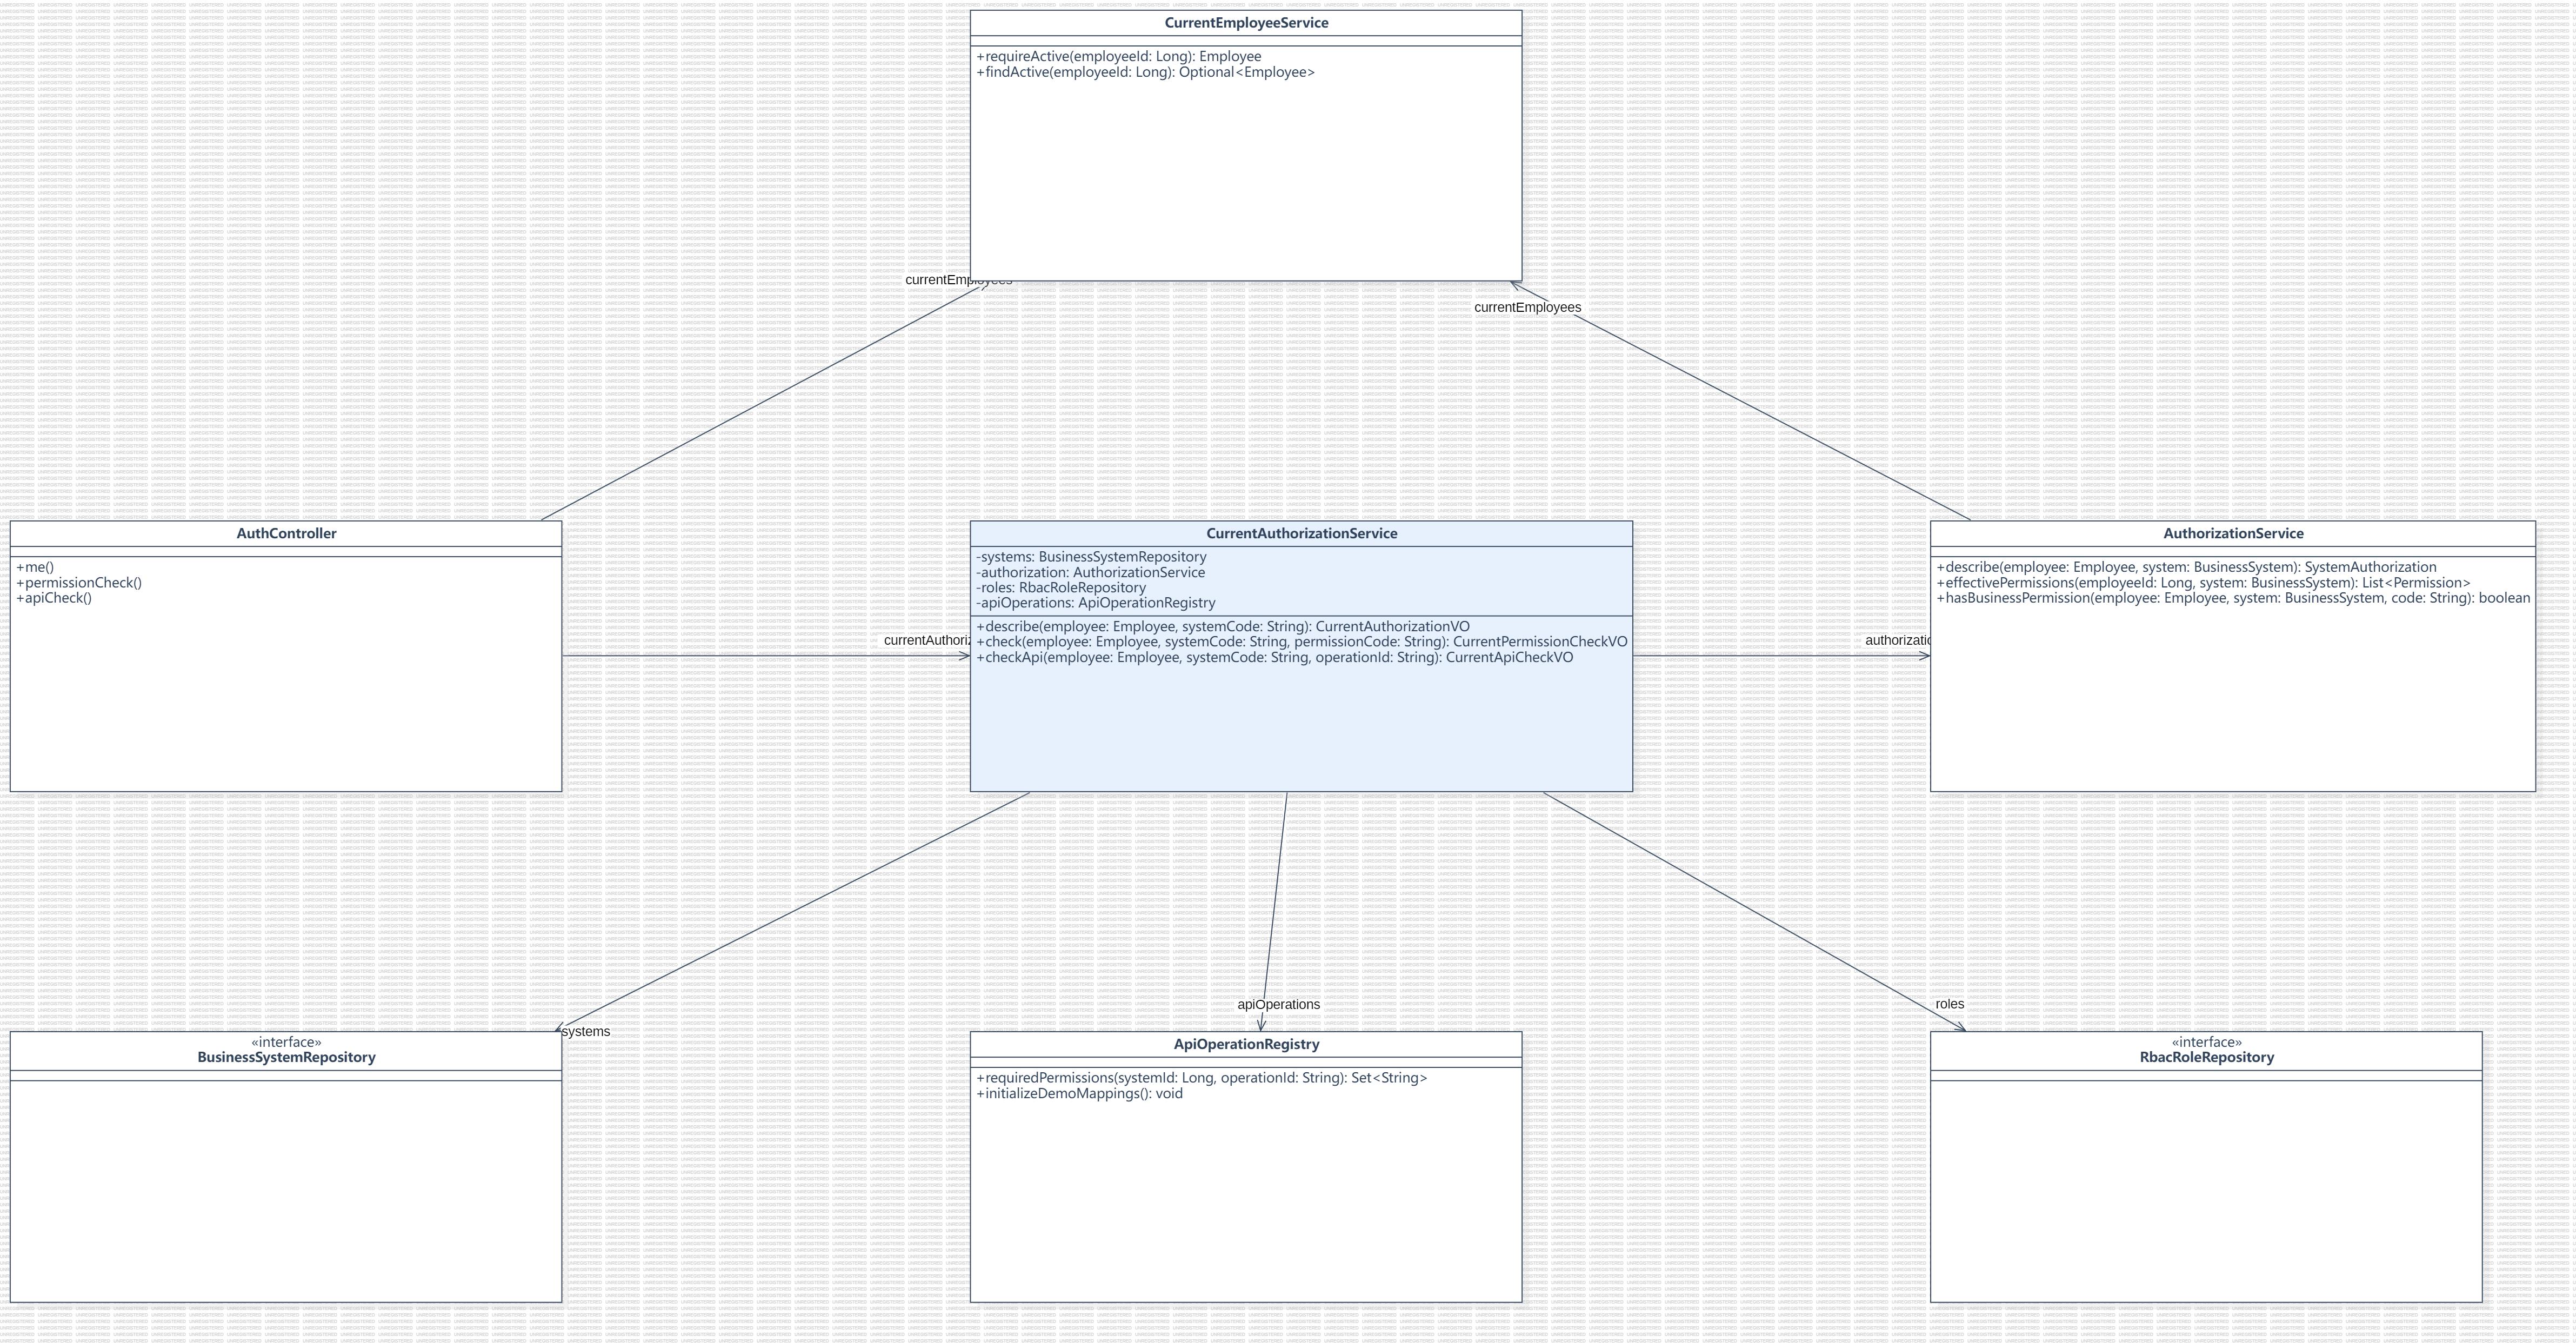 CurrentEmployeeService
+requireActive(employeeId: Long): Employee
+findActive(employeeId: Long): Optional<Employee>
currentEmployees
currentEmployees
AuthController
+me()
+permissionCheck()
+apiCheck()
currentAuthoriz
CurrentAuthorizationService
-systems: BusinessSystemRepository
-authorization: AuthorizationService
-roles: RbacRoleRepository
-apiOperations: ApiOperationRegistry
+describe(employee: Employee, systemCode: String): CurrentAuthorizationVO
+check(employee: Employee, systemCode: String, permissionCode: String): CurrentPermissionCheckVO
+checkApi(employee: Employee, systemCode: String, operationId: String): CurrentApiCheckVO
authorizatio
AuthorizationService
+describe(employee: Employee, system: BusinessSystem): SystemAuthorization
+effectivePermissions(employeeId: Long, system: BusinessSystem): List<Permission>
+hasBusinessPermission(employee: Employee, system: BusinessSystem, code: String): boolean
systems
apiOperations
roles
«interface»
BusinessSystemRepository
ApiOperationRegistry
+requiredPermissions(systemId: Long, operationId: String): Set<String>
+initializeDemoMappings(): void
«interface»
RbacRoleRepository
UNREGISTERED